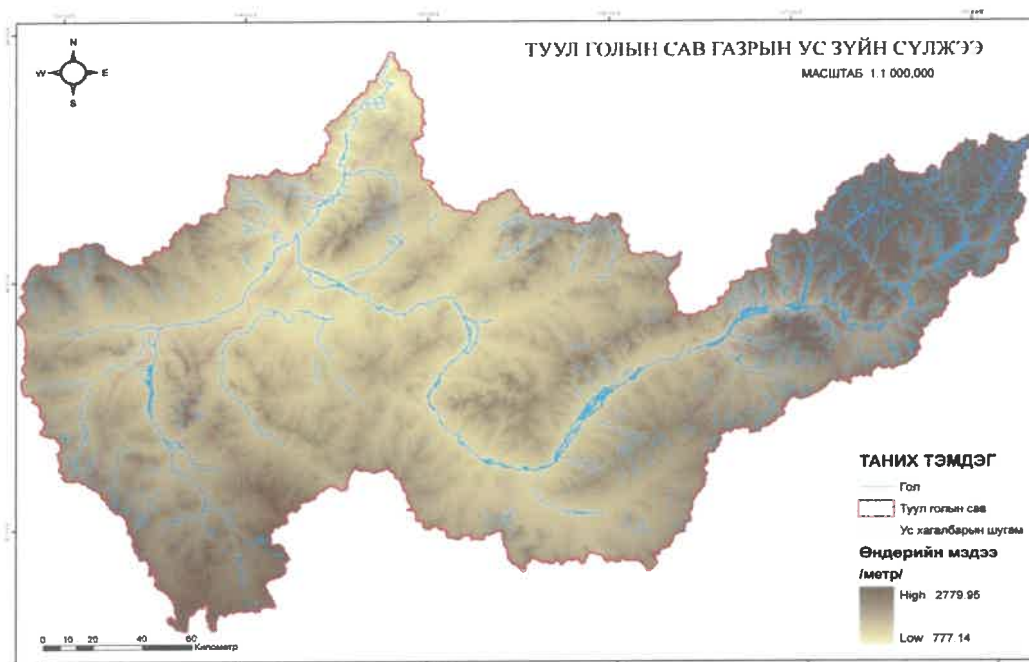 ТУУЛ ГОЛЫН САВ ГАЗРЫН УС ЗҮЙН СҮЛЖЭЭ
МАСШТАБ 1:1 000,000
N
W E
S
ТАНИХ ТЭМДЭГ
Гол
Туул голын сав
Ус хагалбарын шугам
Өндөрийн мэдээ
/метр/
High 2779.95
Low 777.14
0 10 20 40 60
Километр